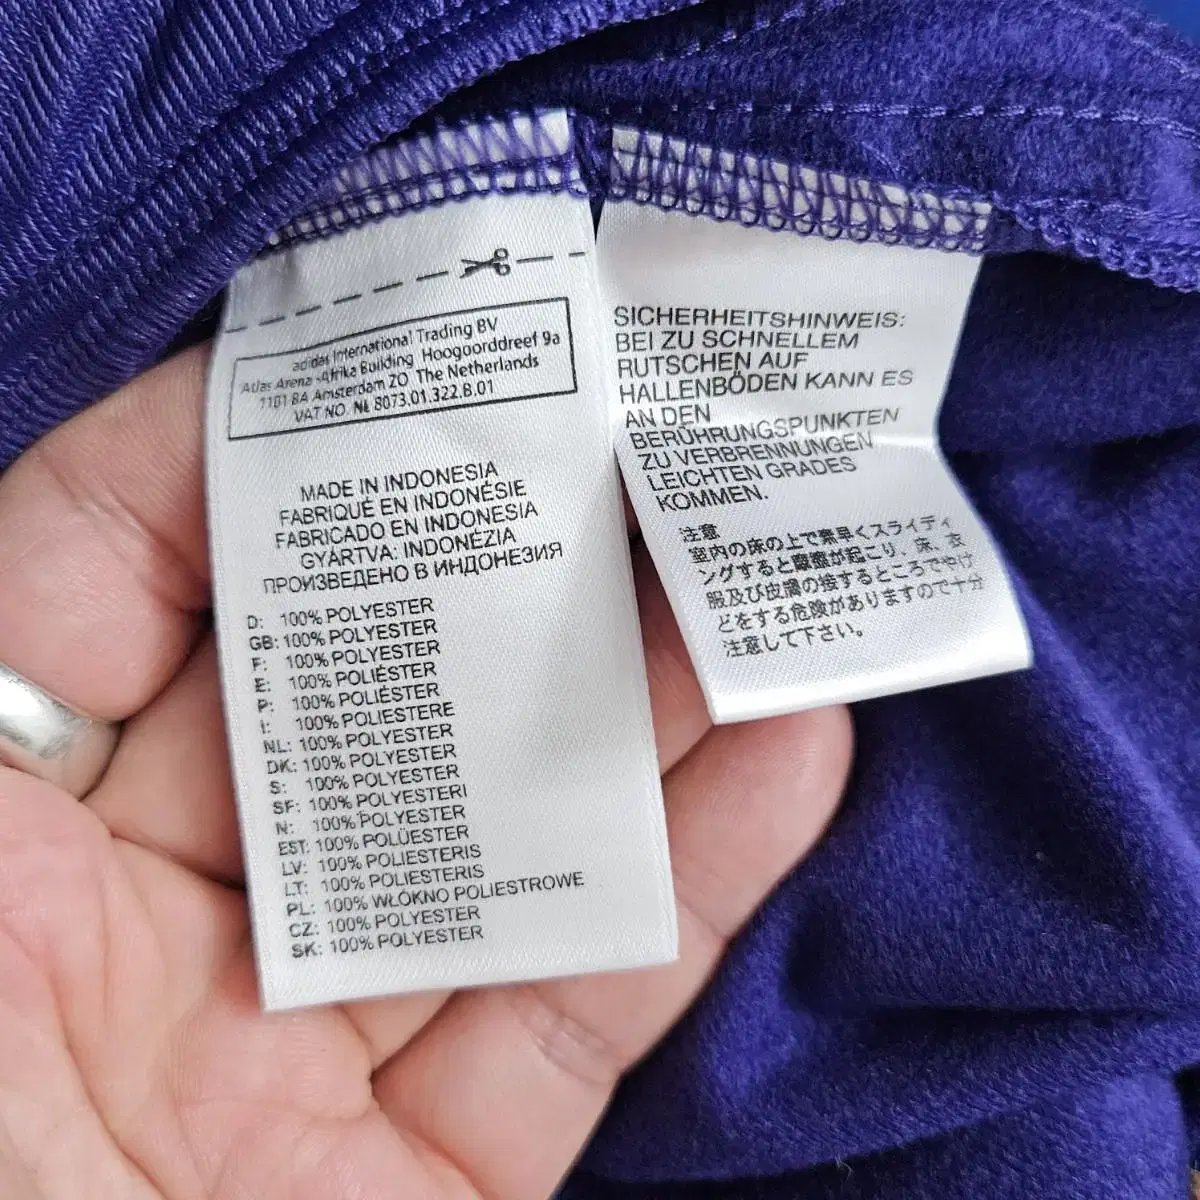 adidas International Trading BV
Atlas Arena -Afrika Building Hoogoorddreef 9a
1101 BA Amsterdam ZO The Netherlands
VAT NO. NL 8073.01.322.B.01
MADE IN INDONESIA
FABRIQUÉ EN INDONÉSIE
FABRICADO EN INDONESIA
GYÁRTVA: INDONÉZIA
ПРОИЗВЕДЕНО В ИНДОНЕЗИЯ
D: 100% POLYESTER
GB: 100% POLYESTER
F: 100% POLYESTER
E: 100% POLIÉSTER
P: 100% POLIÉSTER
I: 100% POLIESTERE
NL: 100% POLYESTER
DK: 100% POLYESTER
S: 100% POLYESTER
SF: 100% POLYESTERI
N: 100% POLYESTER
EST: 100% POLÜESTER
LV: 100% POLIESTERIS
LT: 100% POLIESTERIS
PL: 100% WŁOKNO POLIESTROWE
CZ: 100% POLYESTER
SK: 100% POLYESTER
SICHERHEITSHINWEIS:
BEI ZU SCHNELLEM
RUTSCHEN AUF
HALLENBÖDEN KANN ES
AN DEN
BERÜHRUNGSPUNKTEN
ZU VERBRENNUNGEN
LEICHTEN GRADES
KOMMEN.
注意
室内の床の上で素早くスライディ
ングすると摩擦が起こり、床、衣
服及び皮膚の接するところでやけ
どをする危険がありますので十分
注意して下さい。